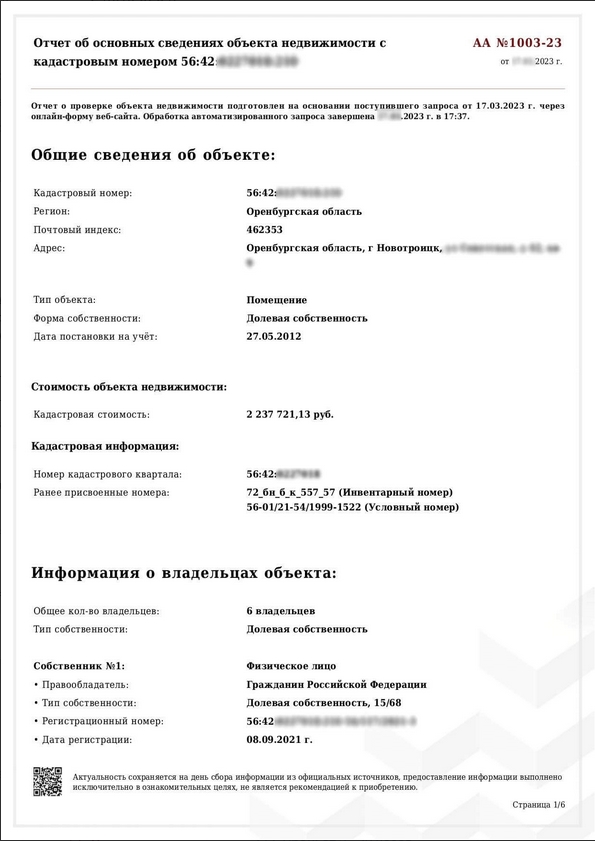 Отчет об основных сведениях объекта недвижимости с
кадастровым номером 56:42:
АА №1003-23
от 2023 г.
Отчет о проверке объекта недвижимости подготовлен на основании поступившего запроса от 17.03.2023 г. через
онлайн-форму веб-сайта. Обработка автоматизированного запроса завершена .2023 г. в 17:37.
Общие сведения об объекте:
Кадастровый номер: 56:42:
Регион: Оренбургская область
Почтовый индекс: 462353
Адрес: Оренбургская область, г Новотроицк,
Тип объекта: Помещение
Форма собственности: Долевая собственность
Дата постановки на учёт: 27.05.2012
Стоимость объекта недвижимости:
Кадастровая стоимость: 2 237 721,13 руб.
Кадастровая информация:
Номер кадастрового квартала: 56:42:
Ранее присвоенные номера: 72_бн_б_к_557_57 (Инвентарный номер)
56-01/21-54/1999-1522 (Условный номер)
Информация о владельцах объекта:
Общее кол-во владельцев: 6 владельцев
Тип собственности: Долевая собственность
Собственник №1: Физическое лицо
• Правообладатель: Гражданин Российской Федерации
• Тип собственности: Долевая собственность, 15/68
• Регистрационный номер: 56:42
• Дата регистрации: 08.09.2021 г.
Актуальность сохраняется на день сбора информации из официальных источников, предоставление информации выполнено
исключительно в ознакомительных целях, не является рекомендацией к приобретению.
Страница 1/6